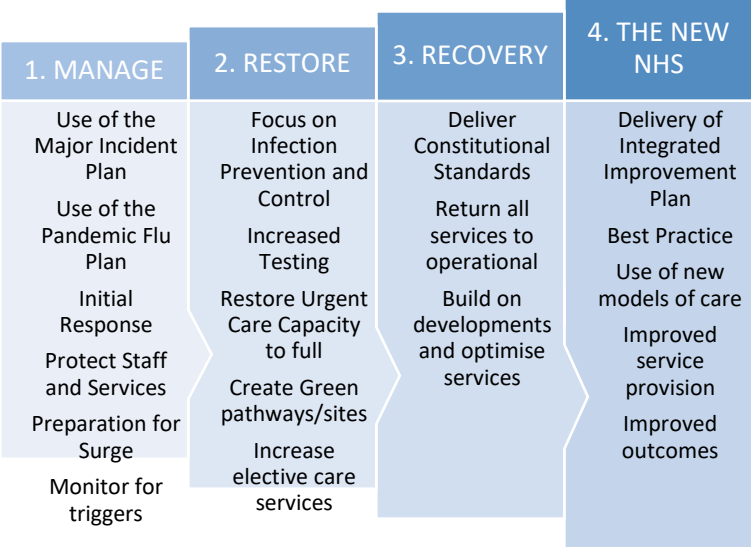 1. MANAGE
Use of the
Major Incident
Plan
Use of the
Pandemic Flu
Plan
Initial
Response
Protect Staff
and Services
Preparation for
Surge
Monitor for
triggers
2. RESTORE
Focus on
Infection
Prevention and
Control
Increased
Testing
Restore Urgent
Care Capacity
to full
Create Green
pathways/sites
Increase
elective care
services
3. RECOVERY
Deliver
Constitutional
Standards
Return all
services to
operational
Build on
developments
and optimise
services
4. THE NEW
NHS
Delivery of
Integrated
Improvement
Plan
Best Practice
Use of new
models of care
Improved
service
provision
Improved
outcomes